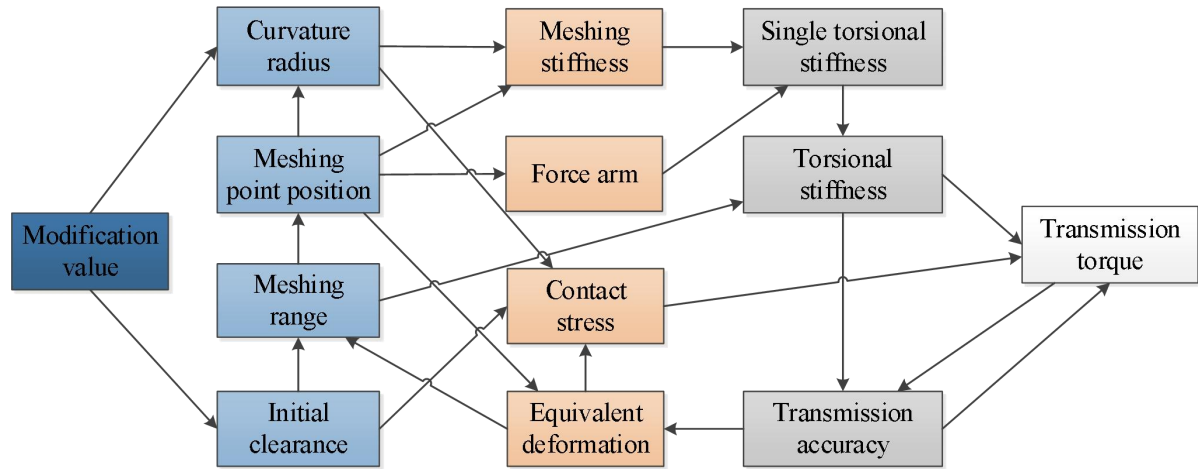 Curvature
radius
Meshing
stiffness
Single torsional
stiffness
Meshing
point position
Force arm
Torsional
stiffness
Modification
value
Transmission
torque
Meshing
range
Contact
stress
Initial
clearance
Equivalent
deformation
Transmission
accuracy